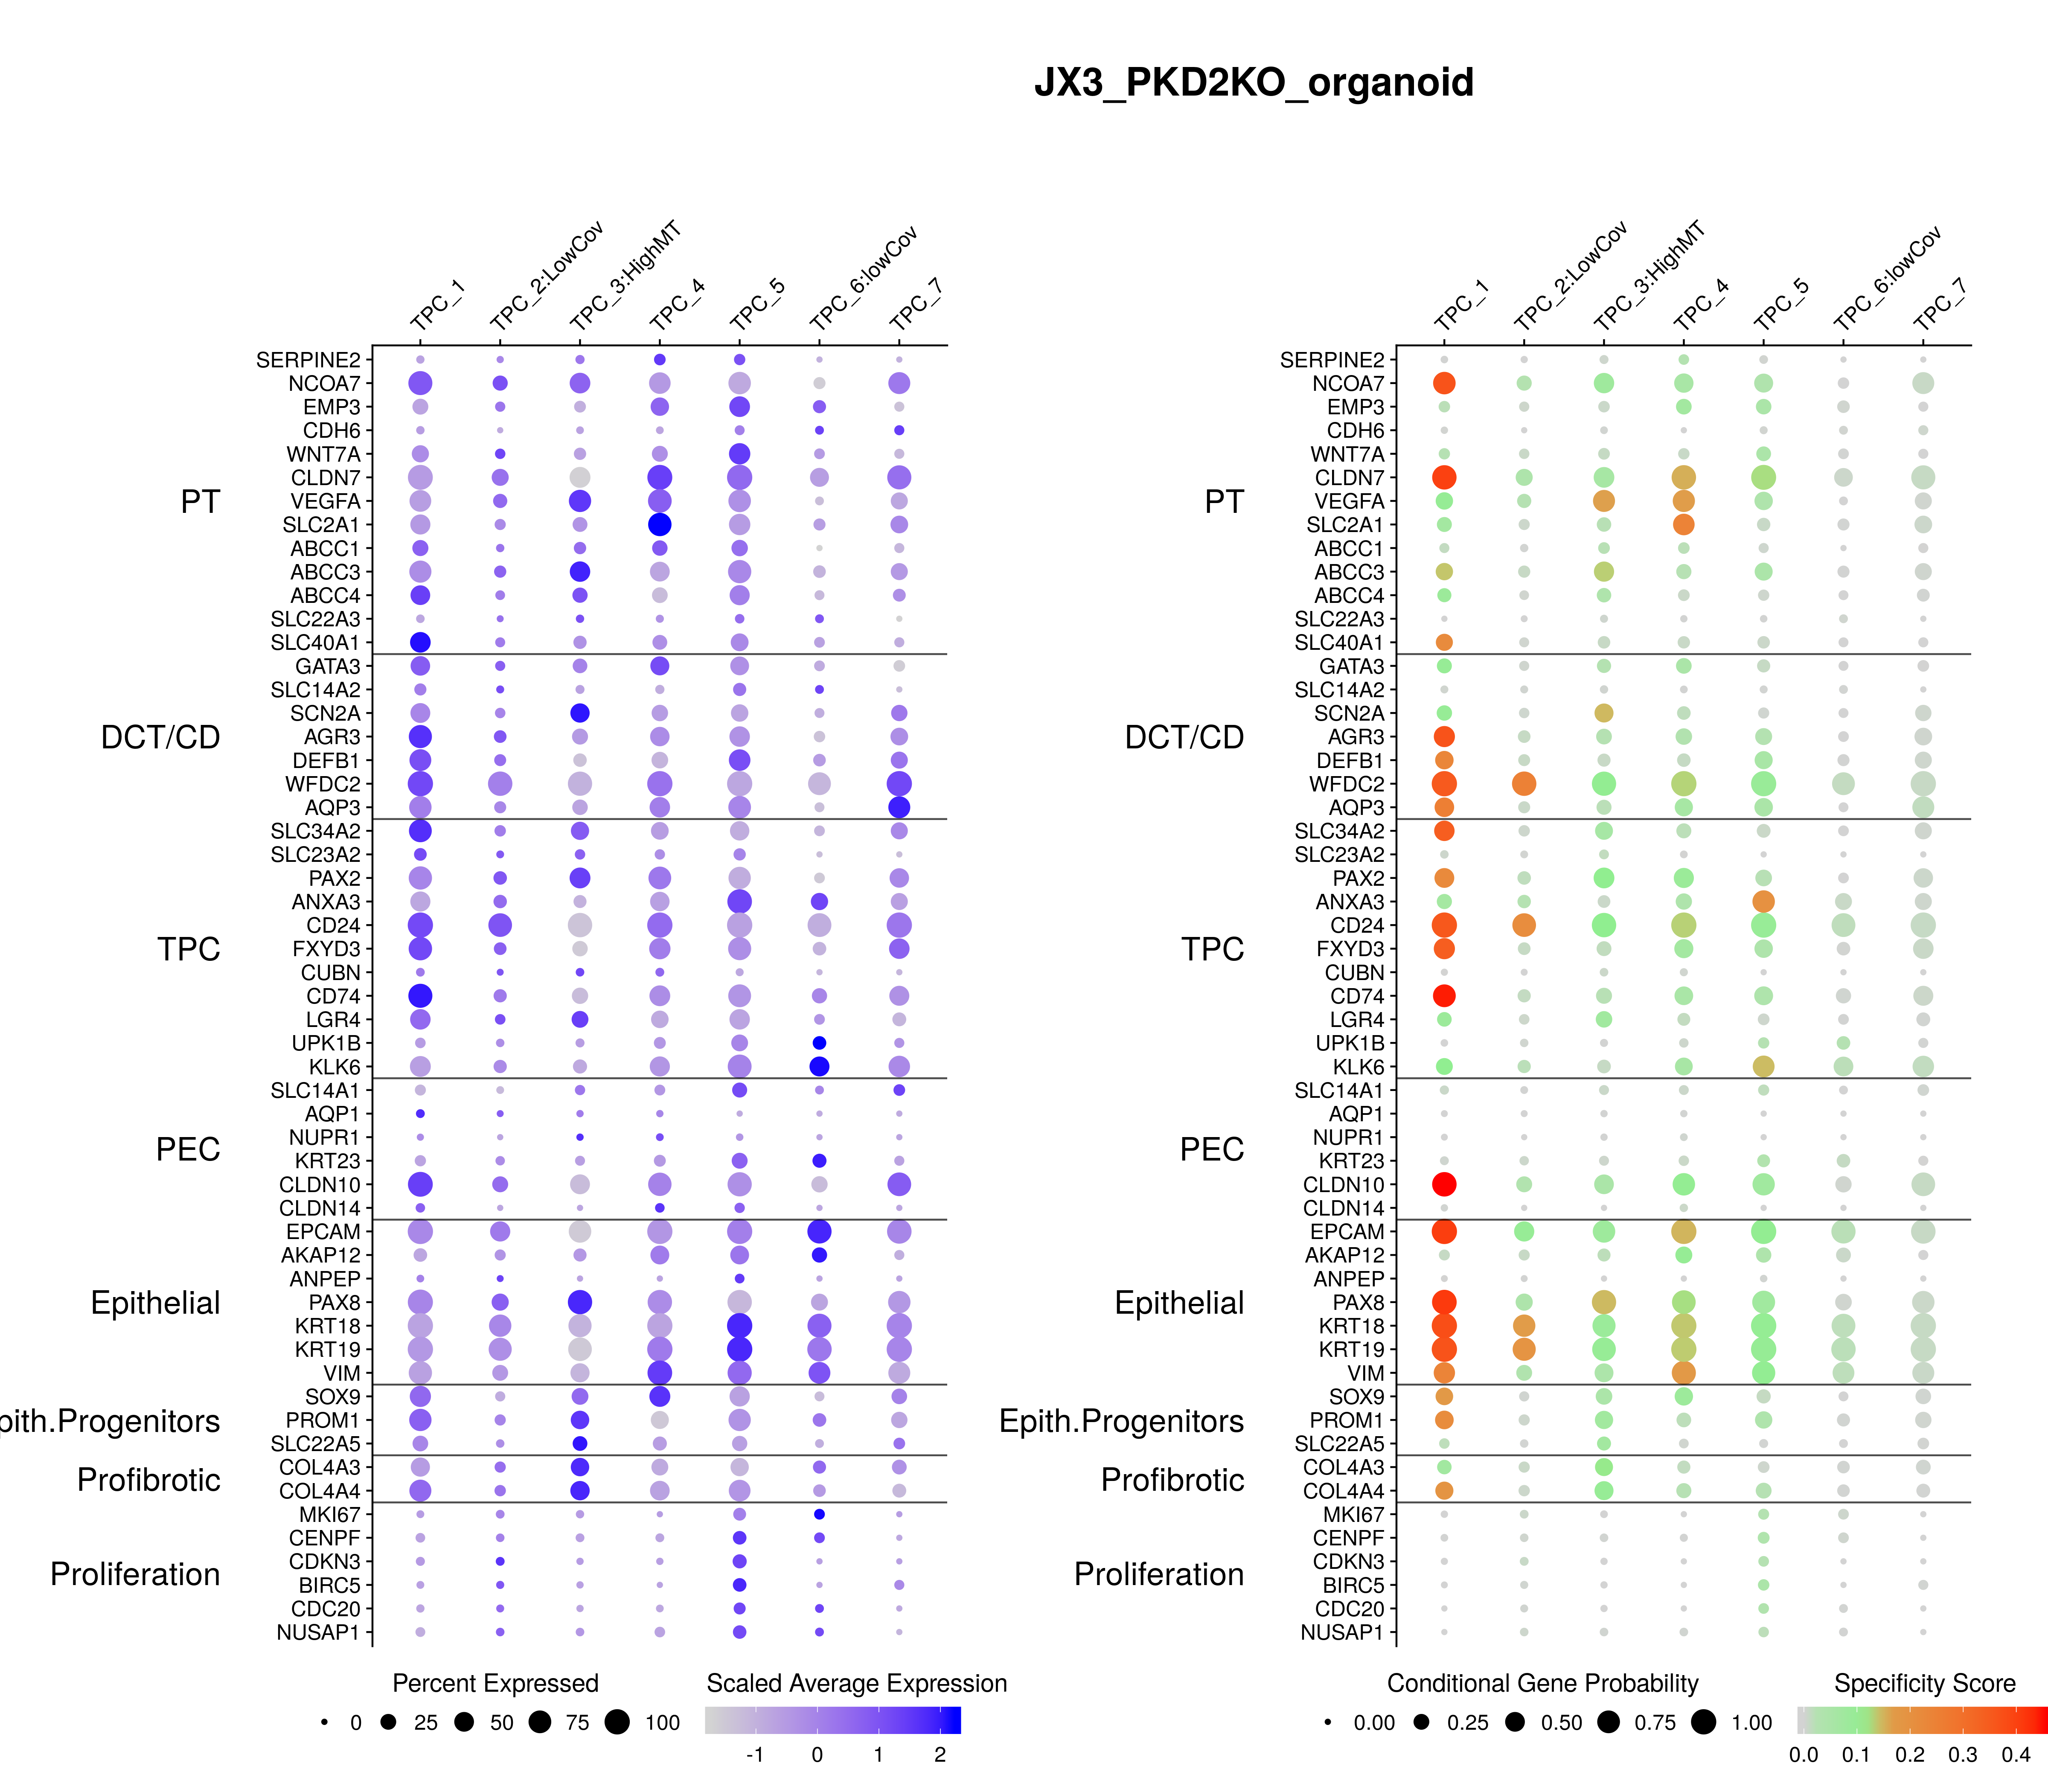 JX3_PKD2KO_organoid
TPC_1
TPC_2:LowCov
TPC_3:HighMT
TPC_4
TPC_5
TPC_6:lowCov
TPC_7
PT
SERPINE2
NCOA7
EMP3
CDH6
WNT7A
CLDN7
VEGFA
SLC2A1
ABCC1
ABCC3
ABCC4
SLC22A3
SLC40A1
DCT/CD
GATA3
SLC14A2
SCN2A
AGR3
DEFB1
WFDC2
AQP3
TPC
SLC34A2
SLC23A2
PAX2
ANXA3
CD24
FXYD3
CUBN
CD74
LGR4
UPK1B
KLK6
PEC
SLC14A1
AQP1
NUPR1
KRT23
CLDN10
CLDN14
Epithelial
EPCAM
AKAP12
ANPEP
PAX8
KRT18
KRT19
VIM
pith.Progenitors
SOX9
PROM1
SLC22A5
Profibrotic
COL4A3
COL4A4
Proliferation
MKI67
CENPF
CDKN3
BIRC5
CDC20
NUSAP1
Percent Expressed
0 25 50 75 100
Scaled Average Expression
-1 0 1 2
TPC_1
TPC_2:LowCov
TPC_3:HighMT
TPC_4
TPC_5
TPC_6:lowCov
TPC_7
PT
SERPINE2
NCOA7
EMP3
CDH6
WNT7A
CLDN7
VEGFA
SLC2A1
ABCC1
ABCC3
ABCC4
SLC22A3
SLC40A1
DCT/CD
GATA3
SLC14A2
SCN2A
AGR3
DEFB1
WFDC2
AQP3
TPC
SLC34A2
SLC23A2
PAX2
ANXA3
CD24
FXYD3
CUBN
CD74
LGR4
UPK1B
KLK6
PEC
SLC14A1
AQP1
NUPR1
KRT23
CLDN10
CLDN14
Epithelial
EPCAM
AKAP12
ANPEP
PAX8
KRT18
KRT19
VIM
Epith.Progenitors
SOX9
PROM1
SLC22A5
Profibrotic
COL4A3
COL4A4
Proliferation
MKI67
CENPF
CDKN3
BIRC5
CDC20
NUSAP1
Conditional Gene Probability
0.00 0.25 0.50 0.75 1.00
Specificity Score
0.0 0.1 0.2 0.3 0.4